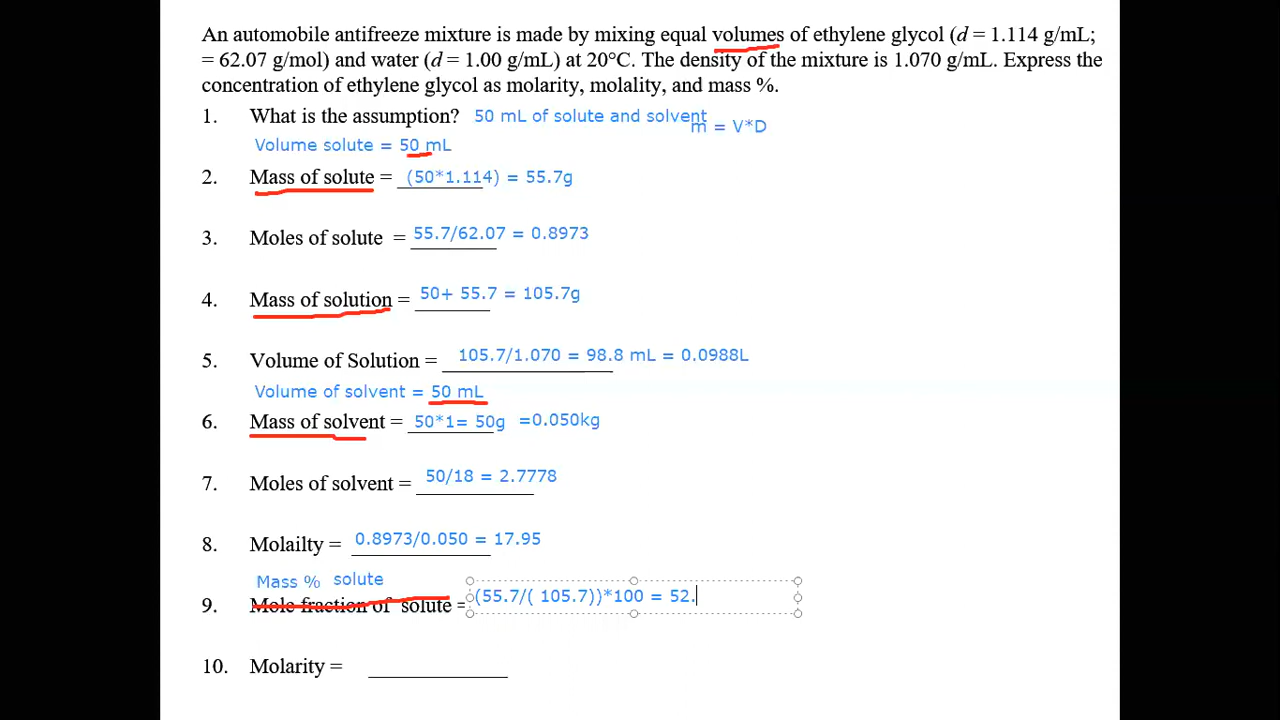 An automobile antifreeze mixture is made by mixing equal volumes of ethylene glycol (d = 1.114 g/mL;
= 62.07 g/mol) and water (d = 1.00 g/mL) at 20°C. The density of the mixture is 1.070 g/mL. Express the
concentration of ethylene glycol as molarity, molality, and mass %.
1. What is the assumption? 50 mL of solute and solvent
m = V*D
Volume solute = 50 mL
2. Mass of solute = (50*1.114) = 55.7g
3. Moles of solute = 55.7/62.07 = 0.8973
4. Mass of solution = 50+ 55.7 = 105.7g
5. Volume of Solution = 105.7/1.070 = 98.8 mL = 0.0988L
Volume of solvent = 50 mL
6. Mass of solvent = 50*1= 50g =0.050kg
7. Moles of solvent = 50/18 = 2.7778
8. Molailty = 0.8973/0.050 = 17.95
Mass % solute
9. Mole fraction of solute = (55.7/( 105.7))*100 = 52.
10. Molarity =